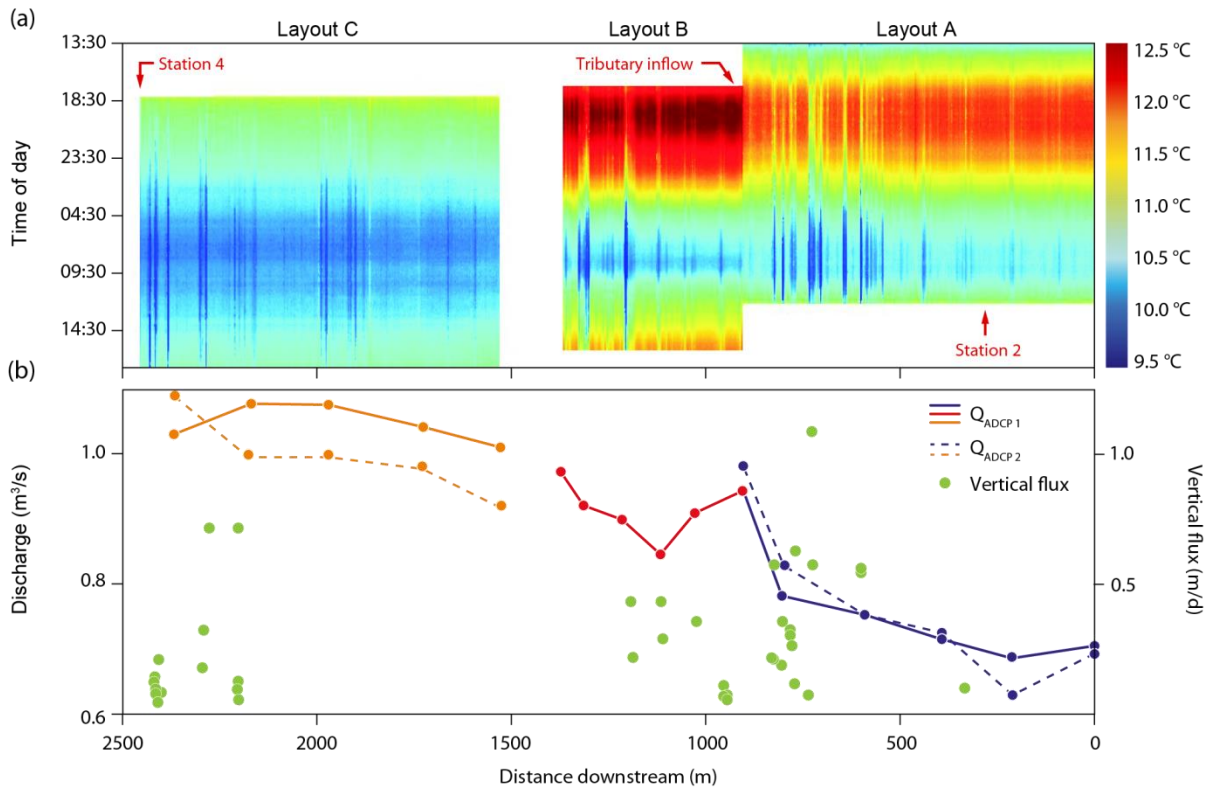 (a)
Layout C
Layout B
Layout A
13:30
18:30
23:30
04:30
09:30
14:30
Time of day
Station 4
Tributary inflow
Station 2
12.5 °C
12.0 °C
11.5 °C
11.0 °C
10.5 °C
10.0 °C
9.5 °C
(b)
1.0
0.8
0.6
Discharge (m³/s)
Q ADCP 1
Q ADCP 2
Vertical flux
1.0
0.5
Vertical flux (m/d)
2500
2000
1500
1000
500
0
Distance downstream (m)